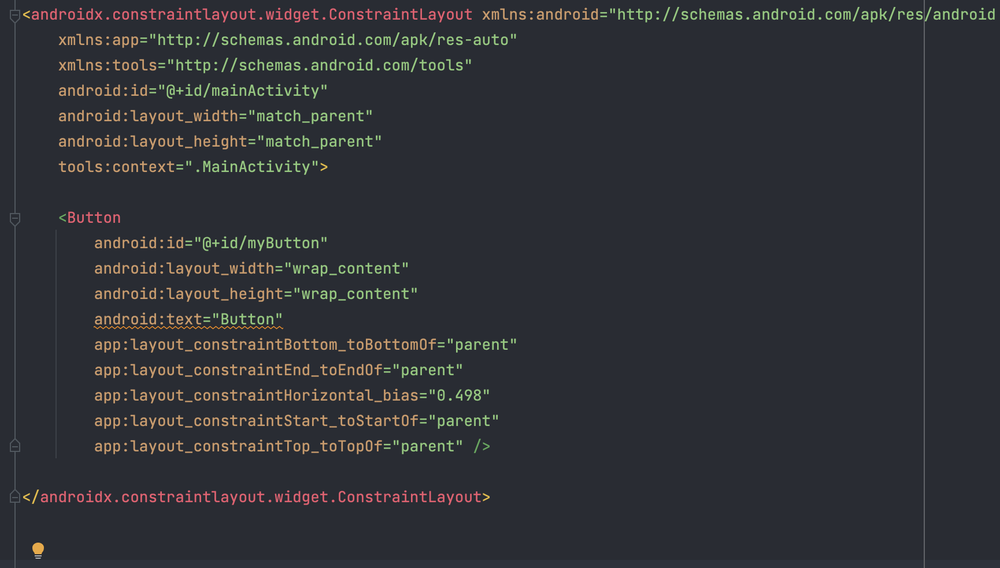 <androidx.constraintlayout.widget.ConstraintLayout xmlns:android="http://schemas.android.com/apk/res/android
xmlns:app="http://schemas.android.com/apk/res-auto"
xmlns:tools="http://schemas.android.com/tools"
android:id="@+id/mainActivity"
android:layout_width="match_parent"
android:layout_height="match_parent"
tools:context=".MainActivity">
<Button
android:id="@+id/myButton"
android:layout_width="wrap_content"
android:layout_height="wrap_content"
android:text="Button"
app:layout_constraintBottom_toBottomOf="parent"
app:layout_constraintEnd_toEndOf="parent"
app:layout_constraintHorizontal_bias="0.498"
app:layout_constraintStart_toStartOf="parent"
app:layout_constraintTop_toTopOf="parent" />
</androidx.constraintlayout.widget.ConstraintLayout>